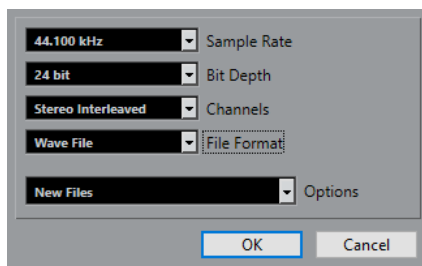 44.100 kHz Sample Rate
24 bit Bit Depth
Stereo Interleaved Channels
Wave File File Format
New Files Options
OK Cancel